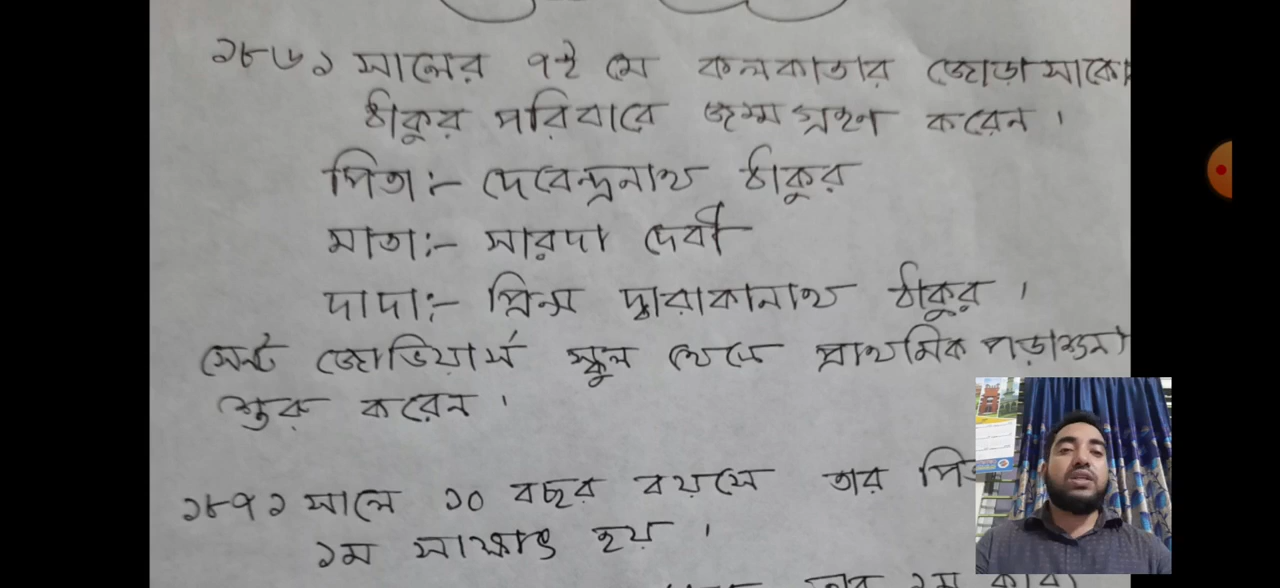 ১৮৬১ সালের ৭ই মে কলকাতার জোড়াসাকো
ঠাকুর পরিবারে জন্মগ্রহণ করেন ।
পিতা :- দেবেন্দ্রনাথ ঠাকুর
মাতা :- সারদা দেবী
দাদা :- প্রিন্স দ্বারাকানাথ ঠাকুর ।
সেন্ট জেভিয়ার্স স্কুল থেকে প্রাথমিক পড়াশুনা
শুরু করেন ।
১৮৭১ সালে ১০ বছর বয়সে তার
১ম সাক্ষাৎ হয় ।
তার ১ম